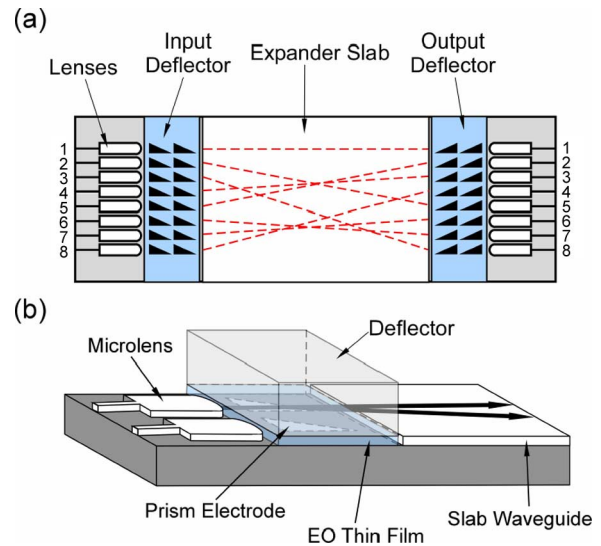 (a)
Input
Deflector
Output
Deflector
Expander Slab
Lenses
1
2
3
4
5
6
7
8
1
2
3
4
5
6
7
8
(b)
Deflector
Microlens
Prism Electrode
EO Thin Film
Slab Waveguide